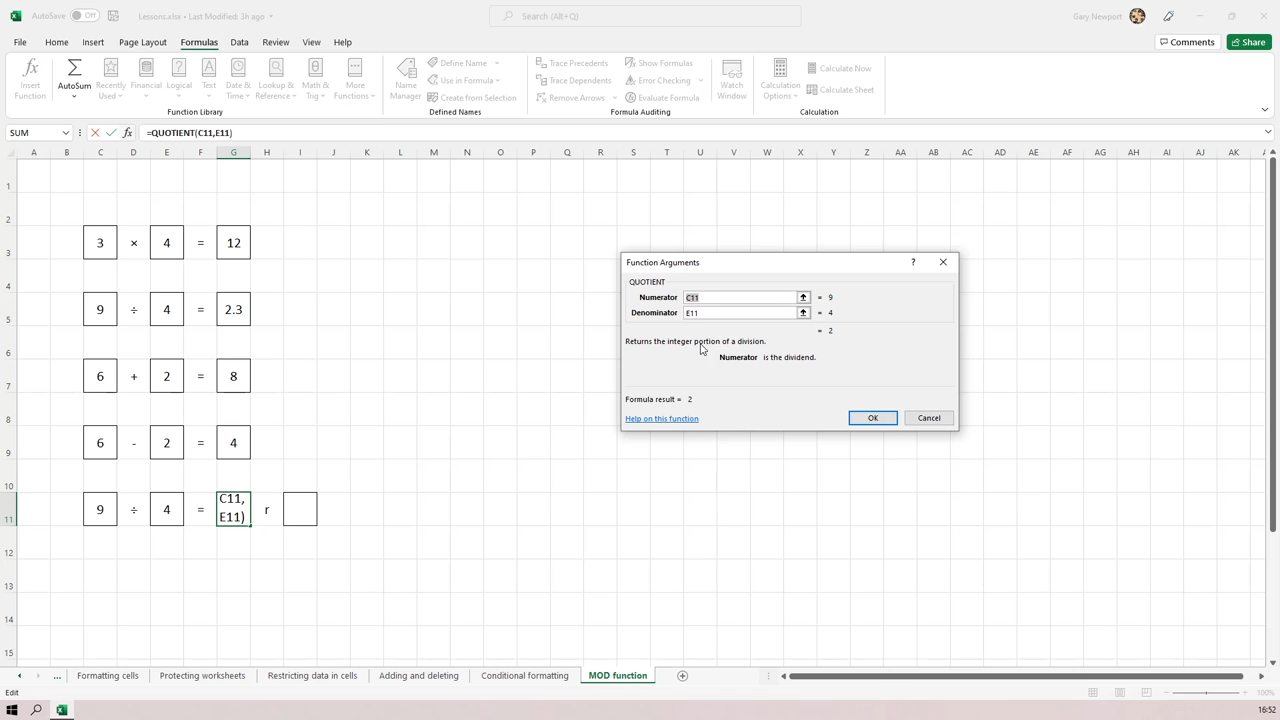 AutoSave Off Lessons.xlsx • Last Modified: 3h ago Search (Alt+Q) Gary Newport
File Home Insert Page Layout Formulas Data Review View Help Comments Share
Insert Function
AutoSum
Recently Used
Financial
Logical
Text
Date & Time
Lookup & Reference
Math & Trig
More Functions
Function Library
Name Manager
Define Name
Use in Formula
Create from Selection
Defined Names
Trace Precedents
Trace Dependents
Remove Arrows
Show Formulas
Error Checking
Evaluate Formula
Formula Auditing
Watch Window
Calculation Options
Calculate Now
Calculate Sheet
Calculation
SUM fx =QUOTIENT(C11,E11)
A B C D E F G H I J K L M N O P Q R S T U V W X Y Z AA AB AC AD AE AF AG AH AI AJ AK
1
2
3 × 4 = 12
3
9 ÷ 4 = 2.3
5
6
6 + 2 = 8
7
8
6 - 2 = 4
9
10
9 ÷ 4 = C11, E11) r
11
12
13
14
15
Function Arguments ?
QUOTIENT
Numerator C11 = 9
Denominator E11 = 4
= 2
Returns the integer portion of a division.
Numerator is the dividend.
Formula result = 2
Help on this function OK Cancel
... Formatting cells Protecting worksheets Restricting data in cells Adding and deleting Conditional formatting MOD function
Edit 100%
16:52